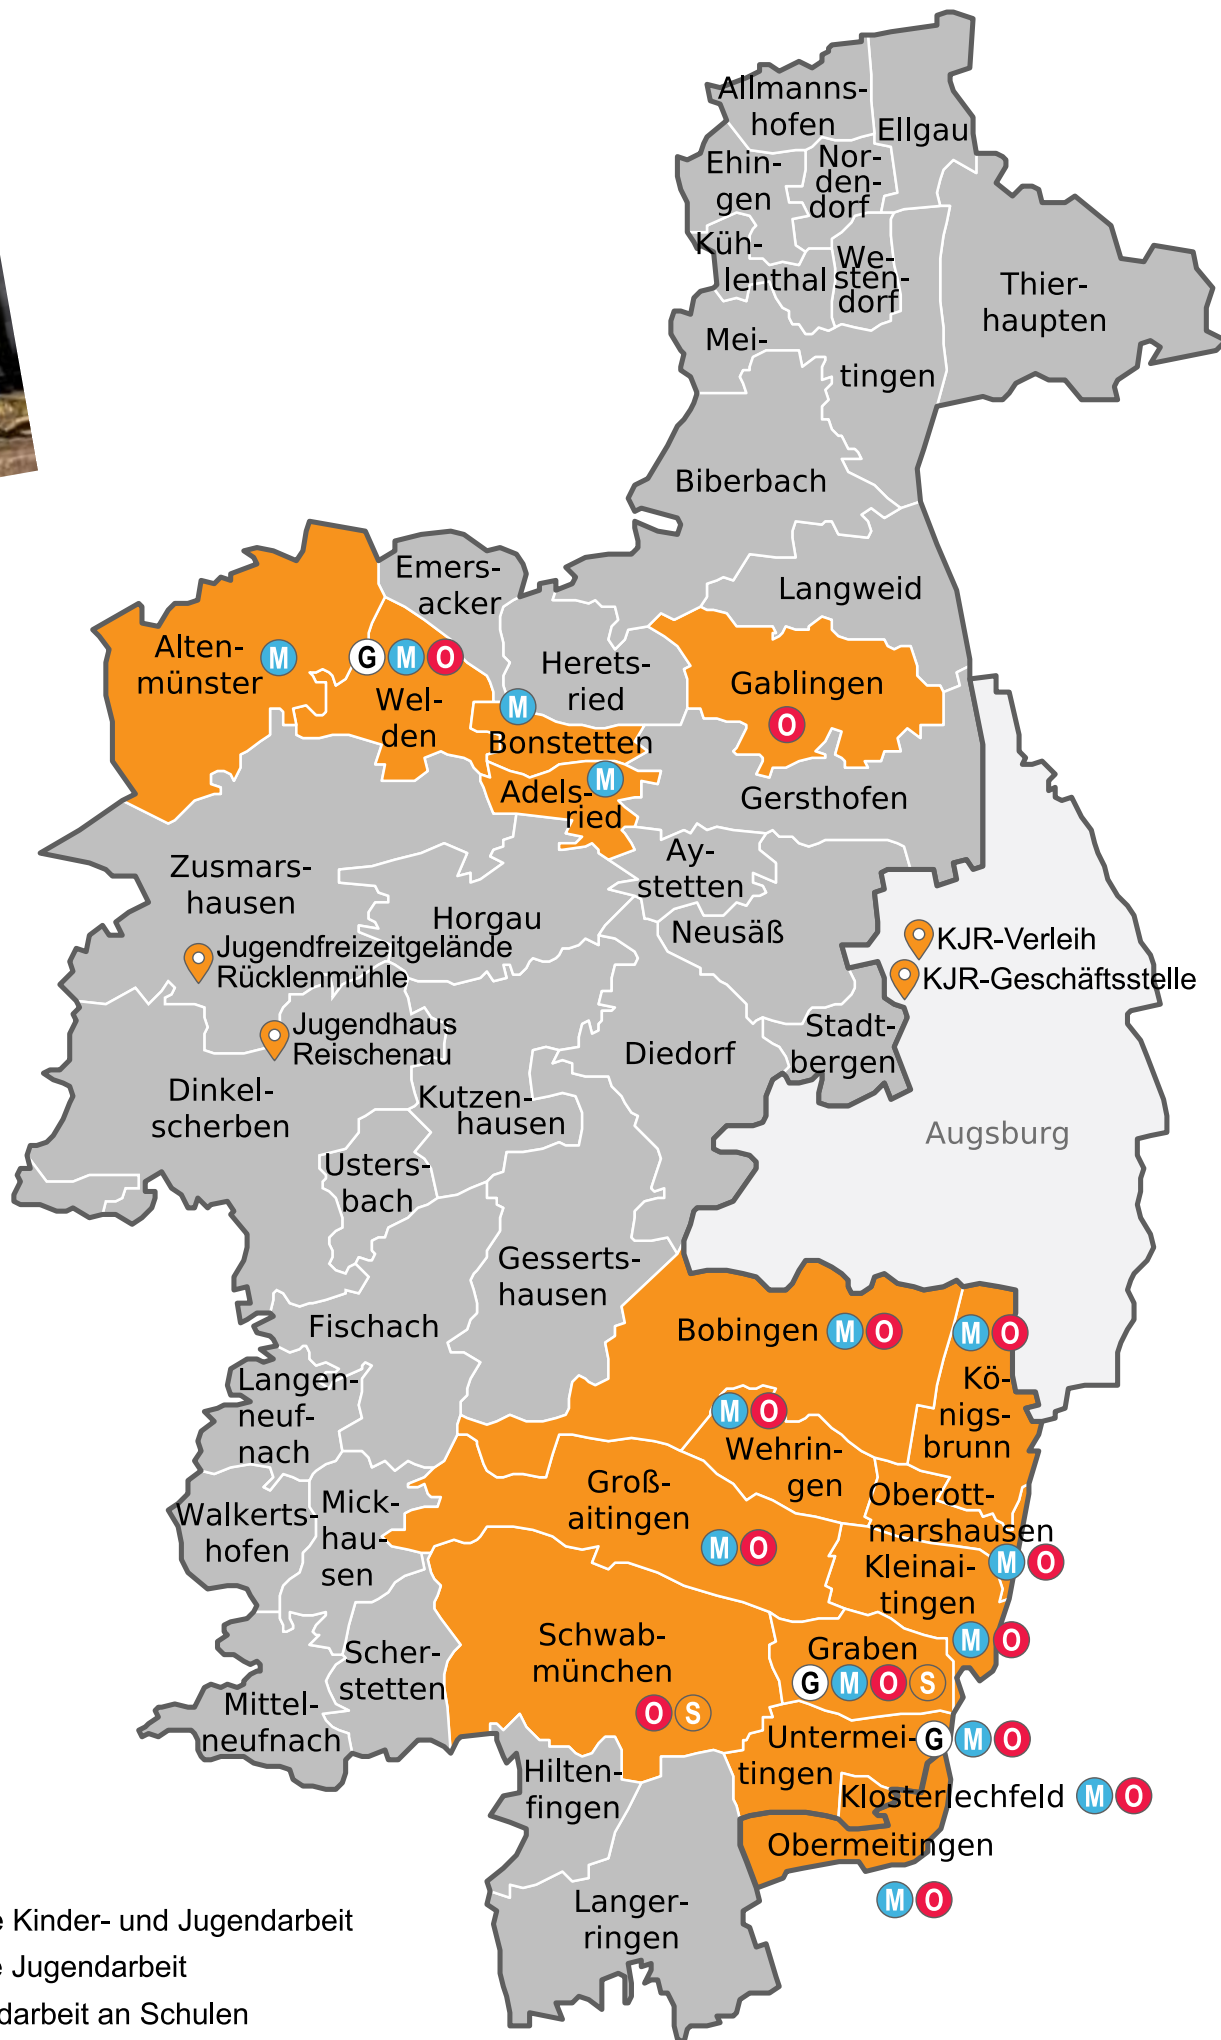 Allmanns-
hofen
Ellgau
Ehin-
gen
Nor-
den-
dorf
Küh-
lenthal
We-
sten-
dorf
Thier-
haupten
Mei-
tingen
Biberbach
Emers-
acker
Langweid
Alten-
münster
M
G M O
Wel-
den
Herets-
ried
Gablingen
O
M
Bonstetten
M
Adels-
ried
Gersthofen
Zusmars-
hausen
Ay-
stetten
Horgau
Neusäß
KJR-Verleih
KJR-Geschäftsstelle
Jugendfreizeitgelände
Rücklenmühle
Jugendhaus
Reischenau
Stadt-
bergen
Diedorf
Dinkel-
scherben
Kutzen-
hausen
Augsburg
Usters-
bach
Gesserts-
hausen
Fischach
Bobingen M O
M O
Kö-
nigs-
brunn
Langen-
neuf-
nach
M O
Wehrin-
gen
Groß-
aitingen
M O
Oberott-
marshausen
M O
Walkerts-
hofen
Mick-
hau-
sen
Kleinai-
tingen
M O
Schwab-
münchen
O S
Graben
G M O S
Scher-
stetten
Mittel-
neufnach
Untermei-
tingen
G M O
Hilten-
fingen
Klosterlechfeld M O
Obermeitingen
M O
Langer-
ringen
e Kinder- und Jugendarbeit
e Jugendarbeit
darbeit an Schulen